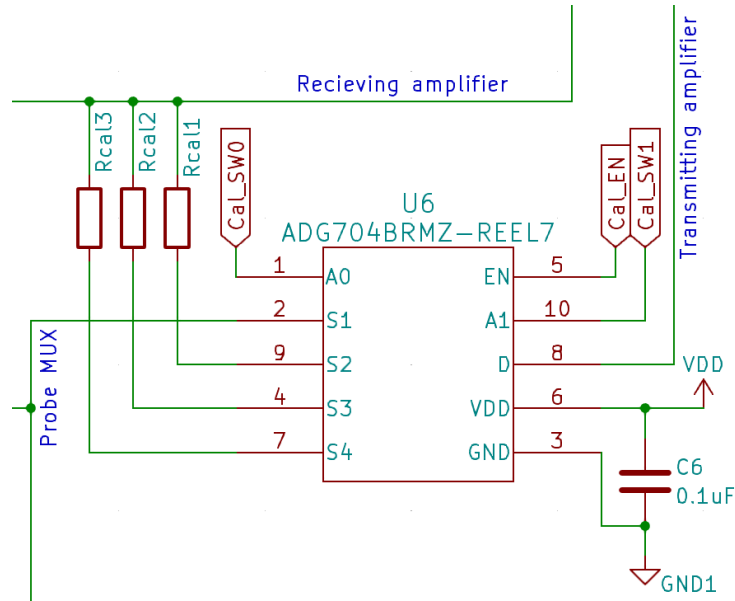 Recieving amplifier
Transmitting amplifier
Rcal3
Rcal2
Rcal1
Cal_SW0
Cal_EN
Cal_SW1
U6
ADG704BRMZ-REEL7
1
A0
EN
5
2
S1
A1
10
9
S2
D
8
4
S3
VDD
6
7
S4
GND
3
Probe MUX
VDD
C6
0.1uF
GND1